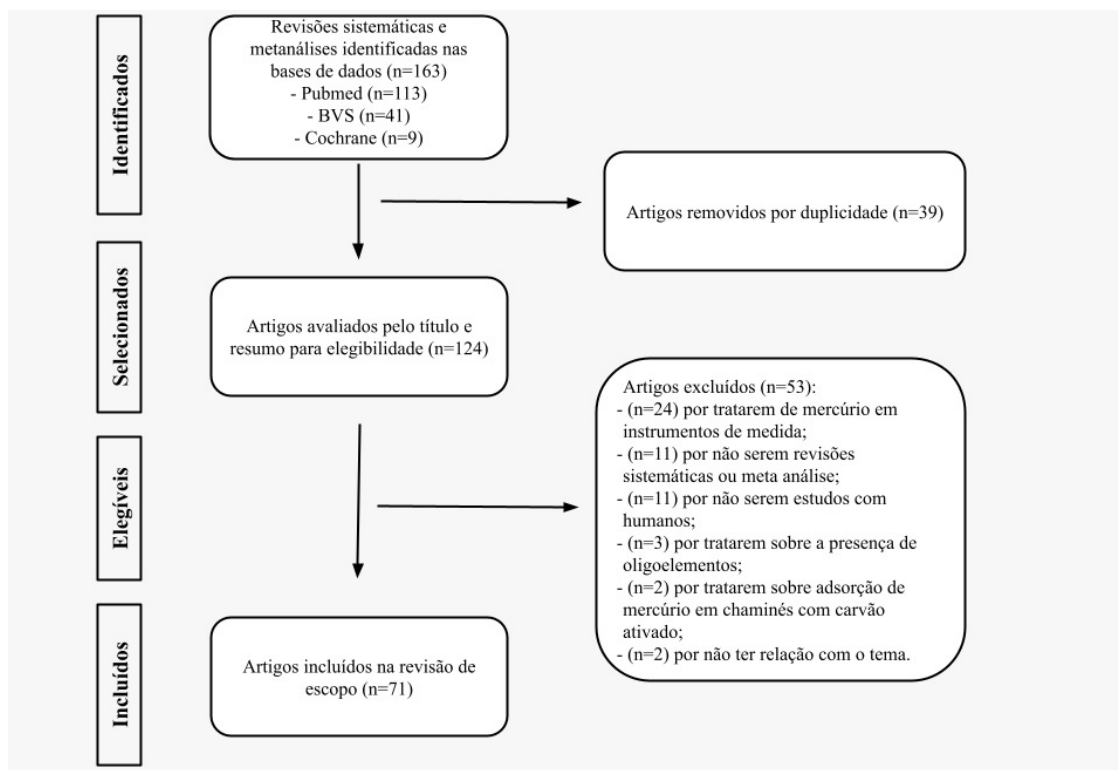 Identificados
Revisões sistemáticas e
metanálises identificadas nas
bases de dados (n=163)
- Pubmed (n=113)
- BVS (n=41)
- Cochrane (n=9)
Artigos removidos por duplicidade (n=39)
Selecionados
Artigos avaliados pelo título e
resumo para elegibilidade (n=124)
Elegíveis
Artigos excluídos (n=53):
- (n=24) por tratarem de mercúrio em
instrumentos de medida;
- (n=11) por não serem revisões
sistemáticas ou meta análise;
- (n=11) por não serem estudos com
humanos;
- (n=3) por tratarem sobre a presença de
oligoelementos;
- (n=2) por tratarem sobre adsorção de
mercúrio em chaminés com carvão
ativado;
- (n=2) por não ter relação com o tema.
Incluídos
Artigos incluídos na revisão de
escopo (n=71)